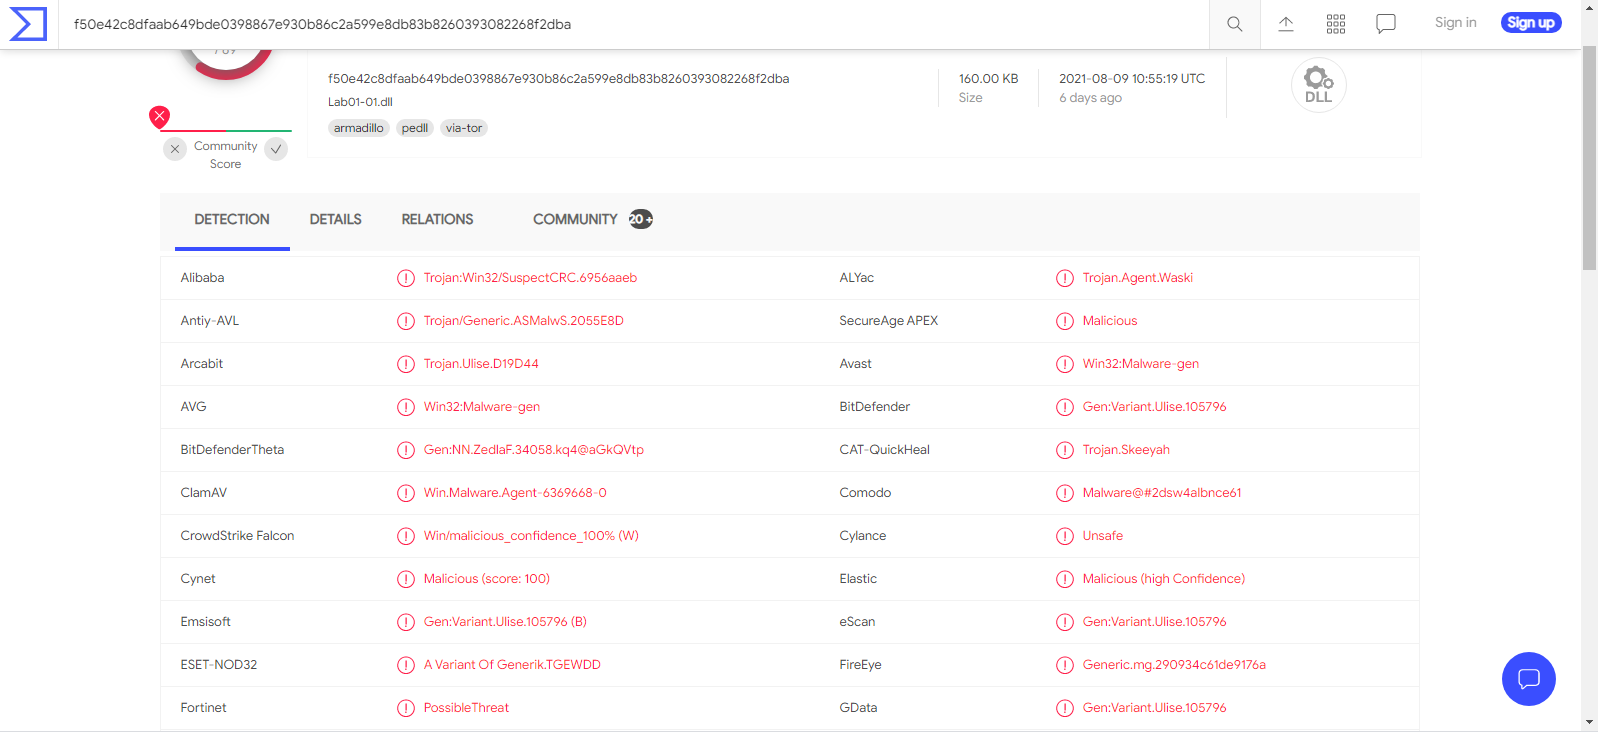 f50e42c8dfaab649bde0398867e930b86c2a599e8db83b8260393082268f2dba
Sign in
Sign up
f50e42c8dfaab649bde0398867e930b86c2a599e8db83b8260393082268f2dba
160.00 KB
2021-08-09 10:55:19 UTC
Size
6 days ago
DLL
Lab01-01.dll
armadillo pedll via-tor
Community
Score
DETECTION DETAILS RELATIONS COMMUNITY 20+
Alibaba Trojan:Win32/SuspectCRC.6956aaeb ALYac Trojan.Agent.Waski
Antiy-AVL Trojan/Generic.ASMalwS.2055E8D SecureAge APEX Malicious
Arcabit Trojan.Ulise.D19D44 Avast Win32:Malware-gen
AVG Win32:Malware-gen BitDefender Gen:Variant.Ulise.105796
BitDefenderTheta Gen:NN.ZedlaF.34058.kq4@aGkQVtp CAT-QuickHeal Trojan.Skeeyah
ClamAV Win.Malware.Agent-6369668-0 Comodo Malware@#2dsw4albnce61
CrowdStrike Falcon Win/malicious_confidence_100% (W) Cylance Unsafe
Cynet Malicious (score: 100) Elastic Malicious (high Confidence)
Emsisoft Gen:Variant.Ulise.105796 (B) eScan Gen:Variant.Ulise.105796
ESET-NOD32 A Variant Of Generik.TGEWDD FireEye Generic.mg.290934c61de9176a
Fortinet PossibleThreat GData Gen:Variant.Ulise.105796